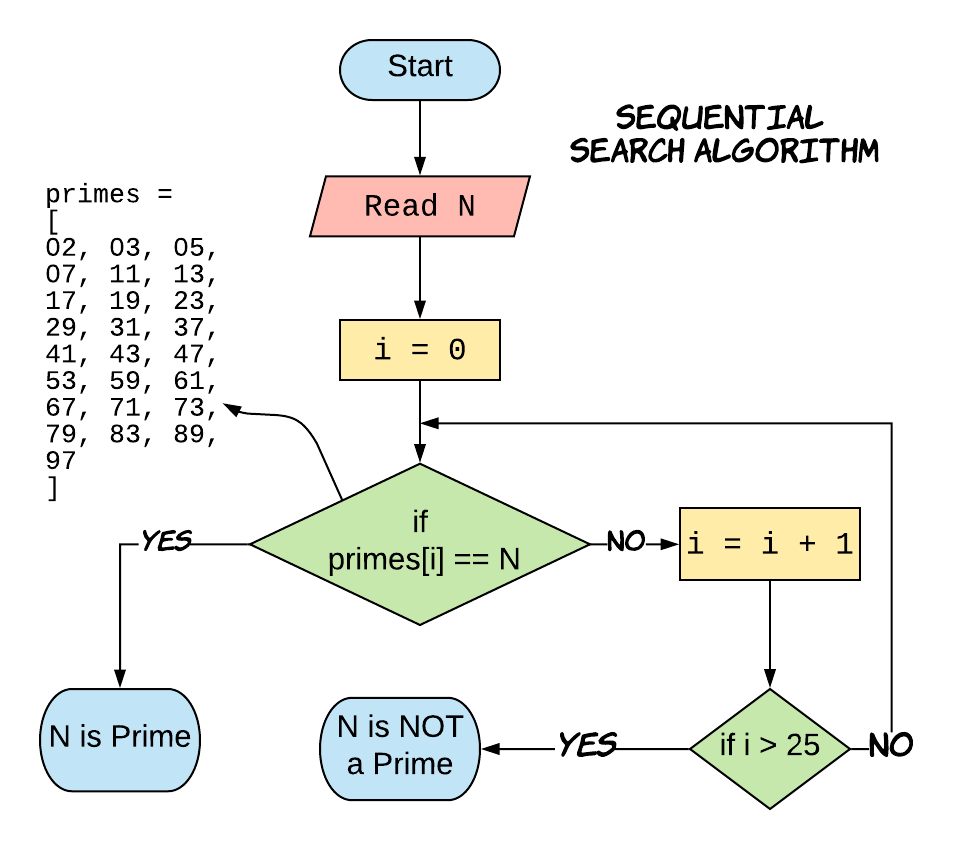 Start
SEQUENTIAL
SEARCH ALGORITHM
Read N
primes =
[
02, 03, 05,
07, 11, 13,
17, 19, 23,
29, 31, 37,
41, 43, 47,
53, 59, 61,
67, 71, 73,
79, 83, 89,
97
]
i = 0
if
primes[i] == N
YES
NO
i = i + 1
N is Prime
N is NOT
a Prime
YES
if i > 25
NO